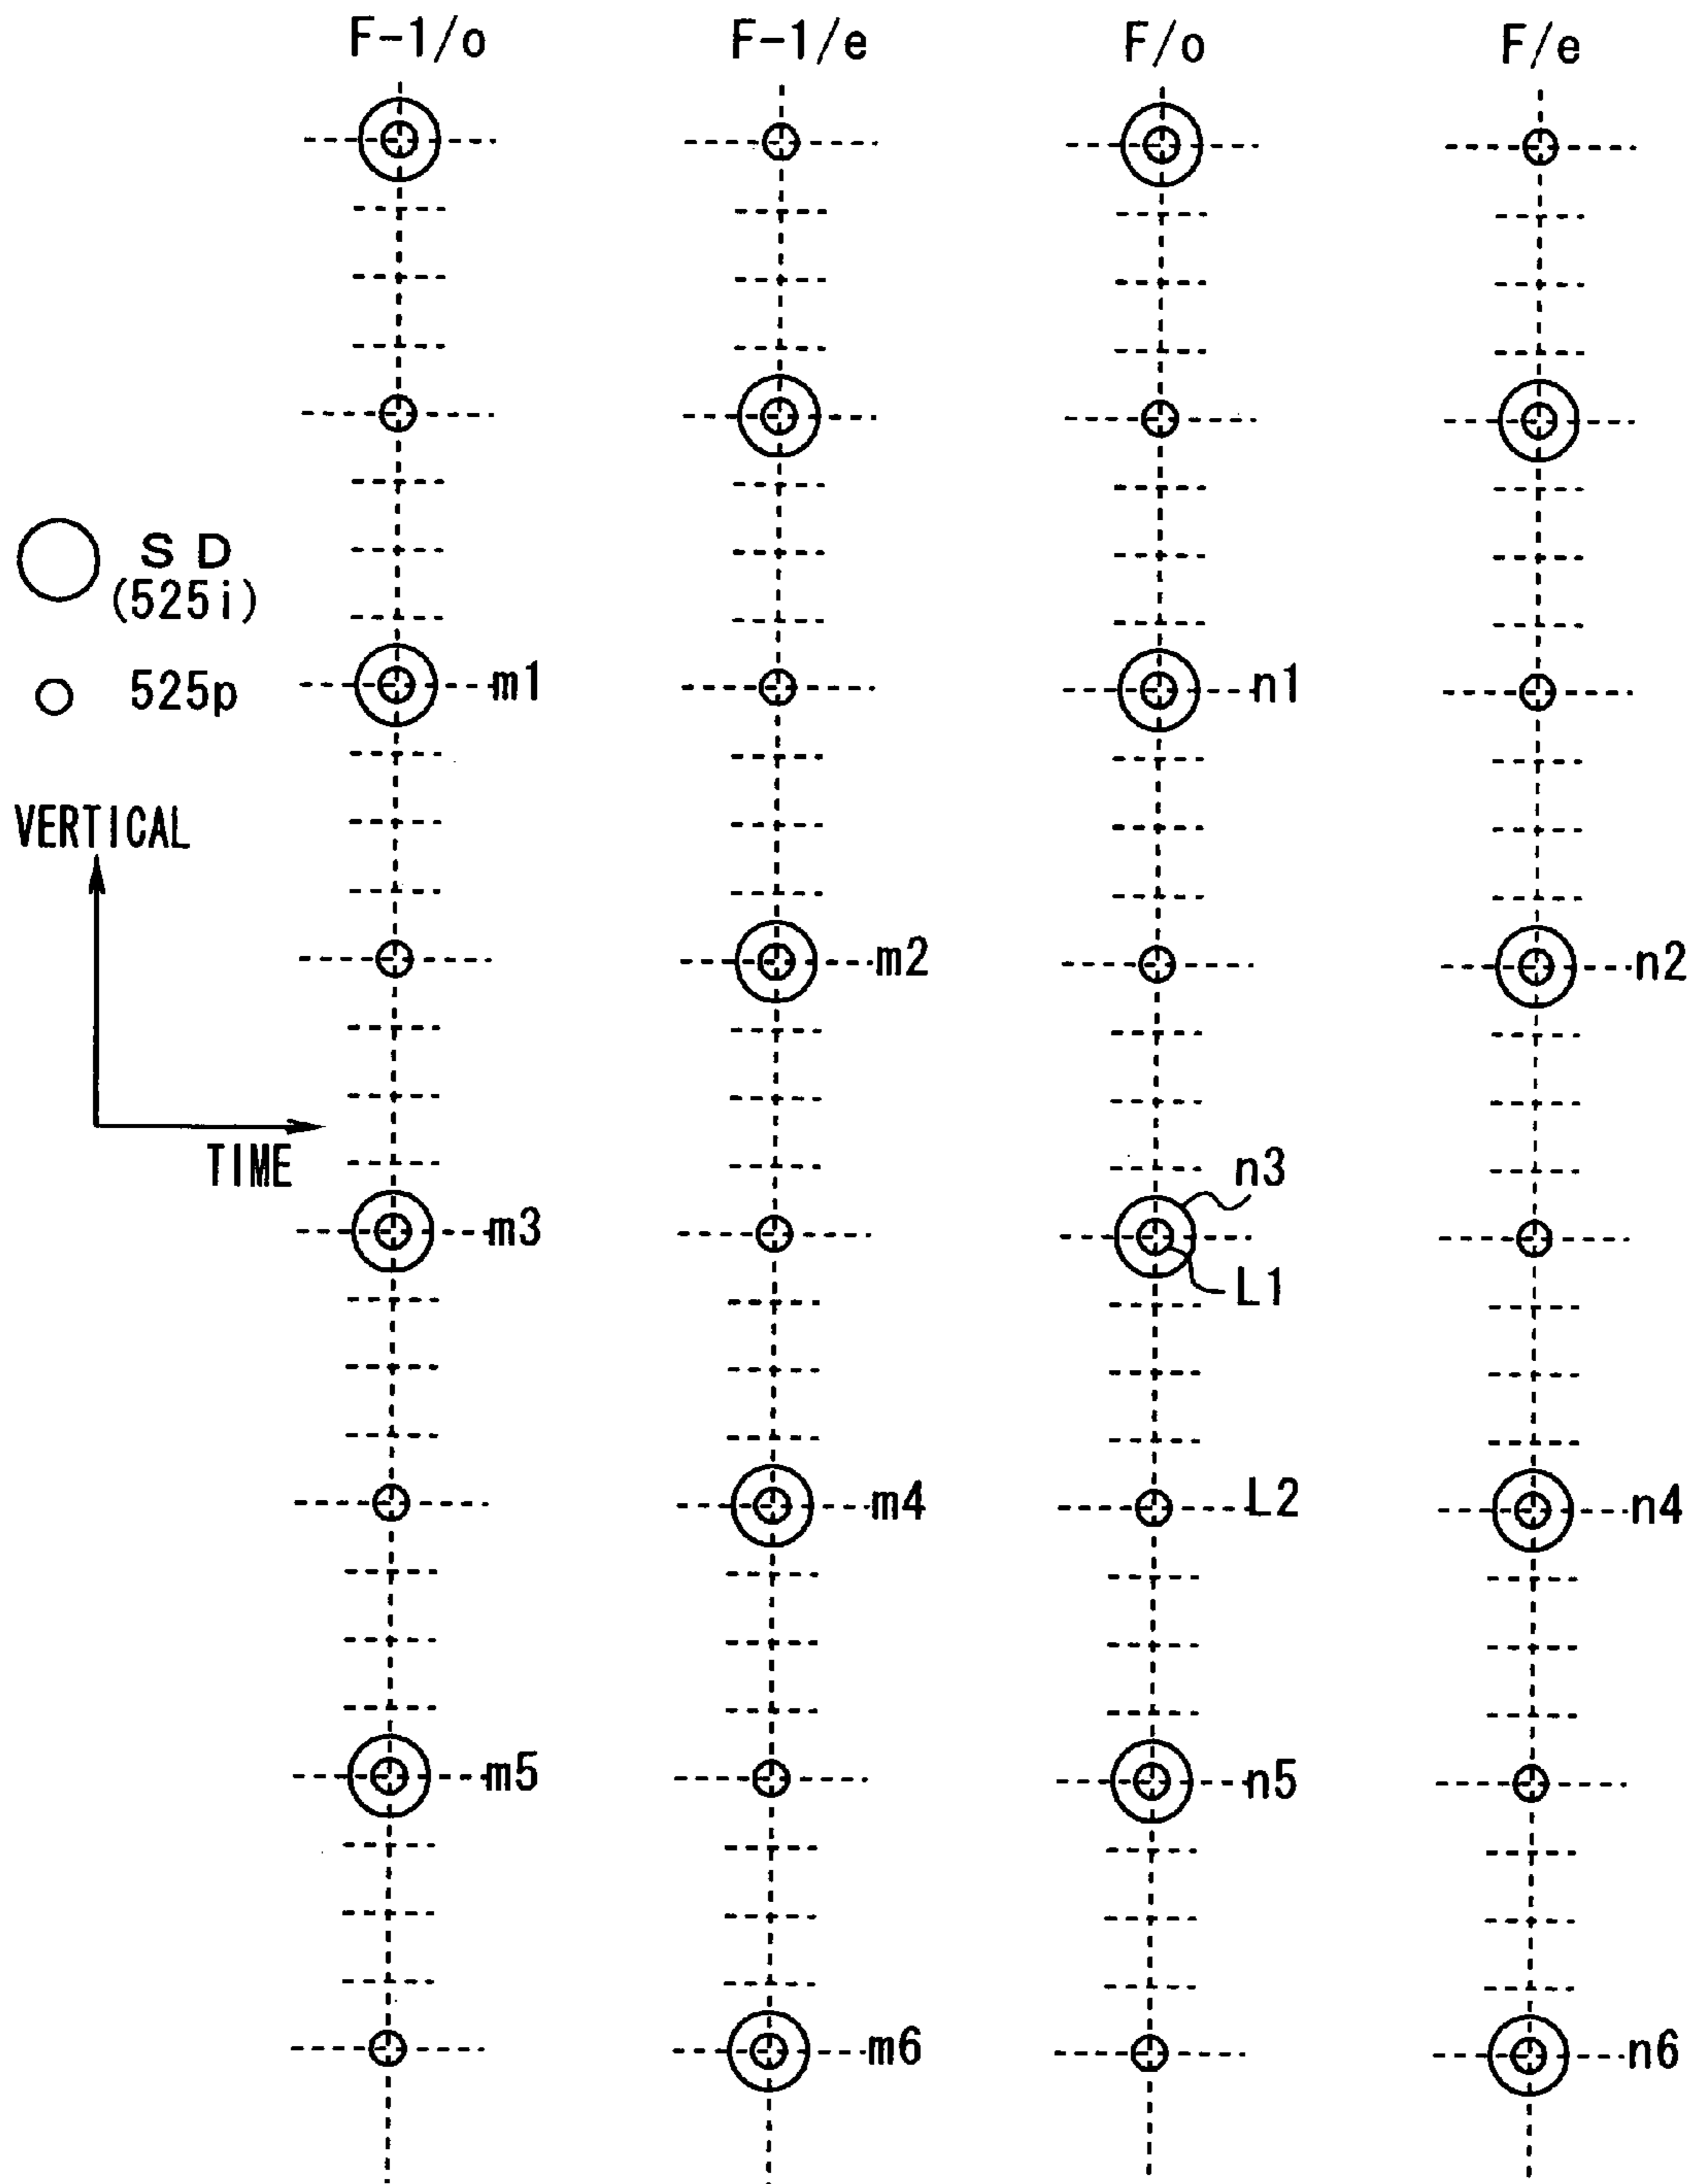 F-1/o F-1/e F/o F/e
S D
(525i)
525p
m1 n1
VERTICAL
m2 n2
TIME
n3
m3
L1
m4 L2 n4
m5 n5
m6 n6